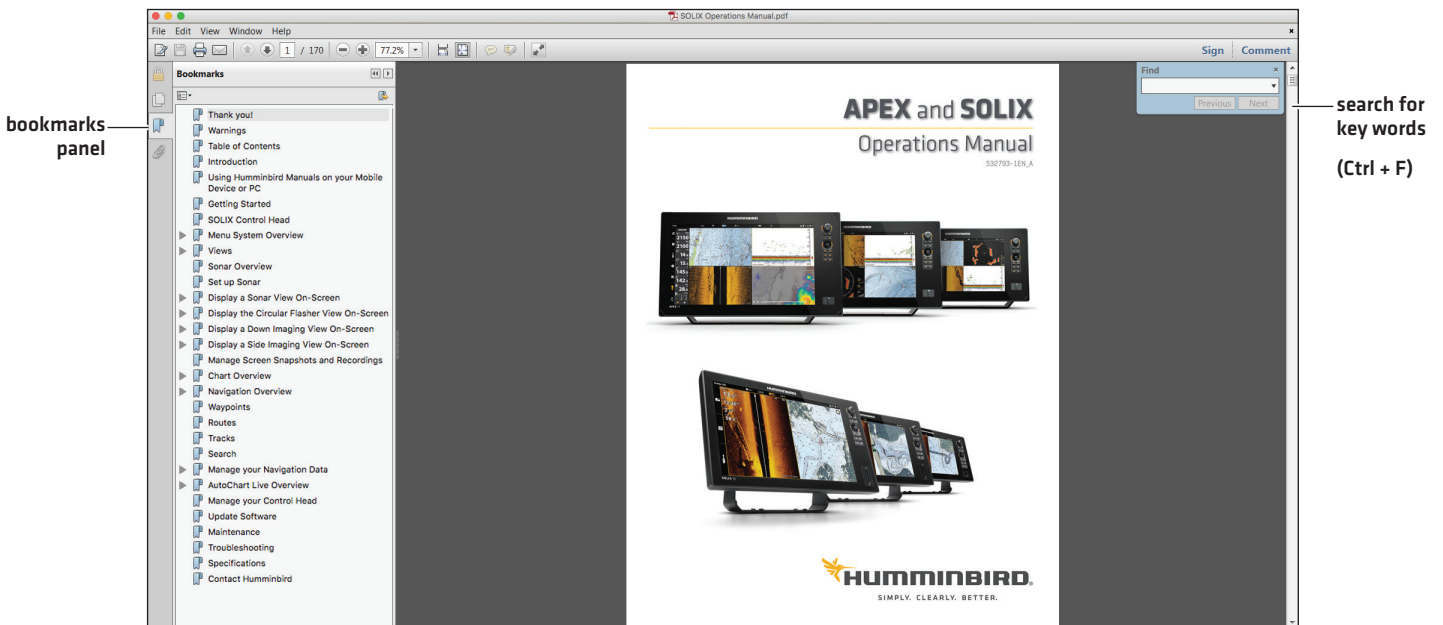 SOLIX Operations Manual.pdf
File Edit View Window Help
1 / 170
77.2%
Sign Comment
Bookmarks
Thank you!
Warnings
Table of Contents
Introduction
Using Humminbird Manuals on your Mobile
Device or PC
Getting Started
SOLIX Control Head
Menu System Overview
Views
Sonar Overview
Set up Sonar
Display a Sonar View On-Screen
Display the Circular Flasher View On-Screen
Display a Down Imaging View On-Screen
Display a Side Imaging View On-Screen
Manage Screen Snapshots and Recordings
Chart Overview
Navigation Overview
Waypoints
Routes
Tracks
Search
Manage your Navigation Data
AutoChart Live Overview
Manage your Control Head
Update Software
Maintenance
Troubleshooting
Specifications
Contact Humminbird
bookmarks
panel
APEX and SOLIX
Operations Manual
532793-1EN_A
HUMMINBIRD
HUMMINBIRD.
SIMPLY. CLEARLY. BETTER.
Find
Previous Next
search for
key words
(Ctrl + F)